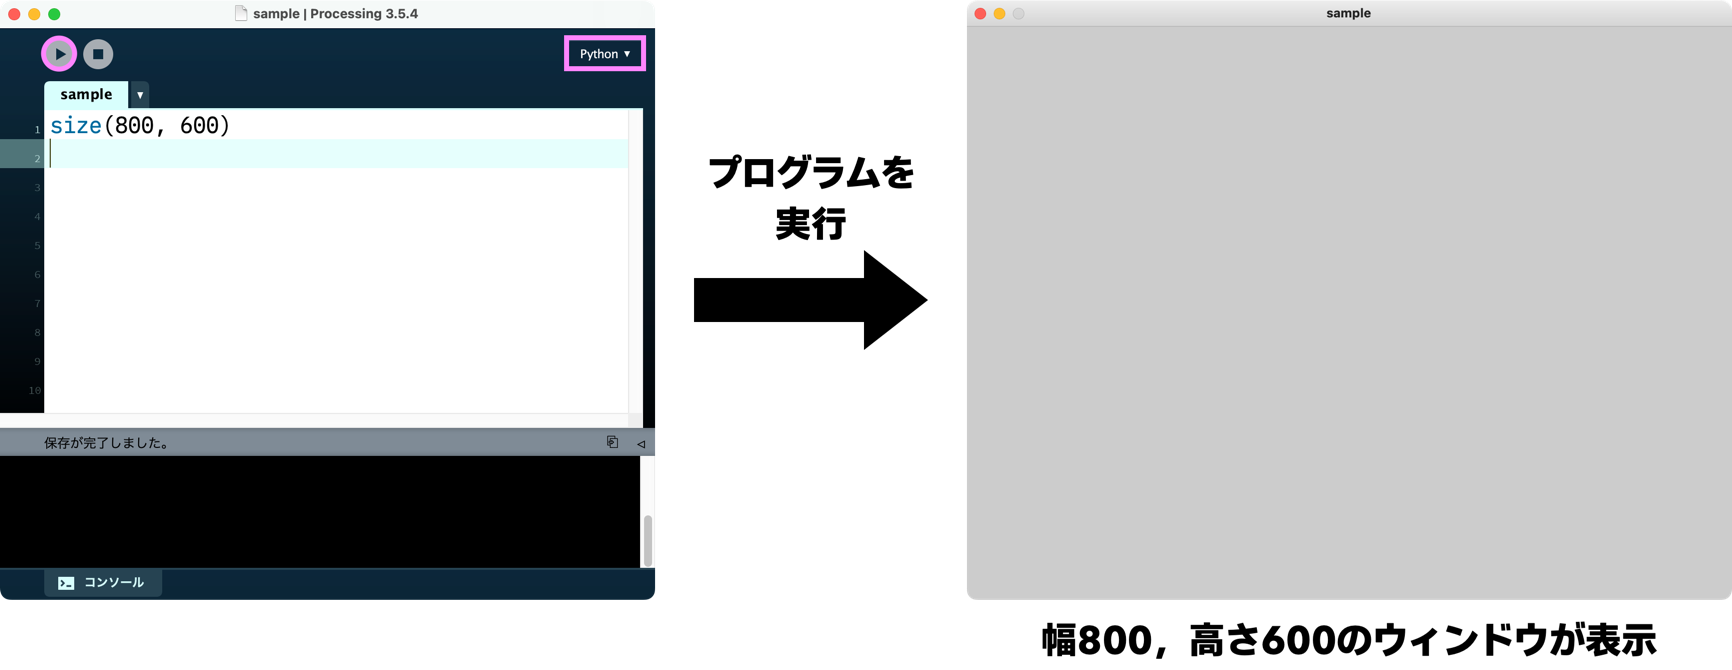 sample | Processing 3.5.4
Python ▼
sample ▼
1 size(800, 600)
2
3
4
5
6
7
8
9
10
保存が完了しました。
コンソール
プログラムを
実行
sample
幅800，高さ600のウィンドウが表示